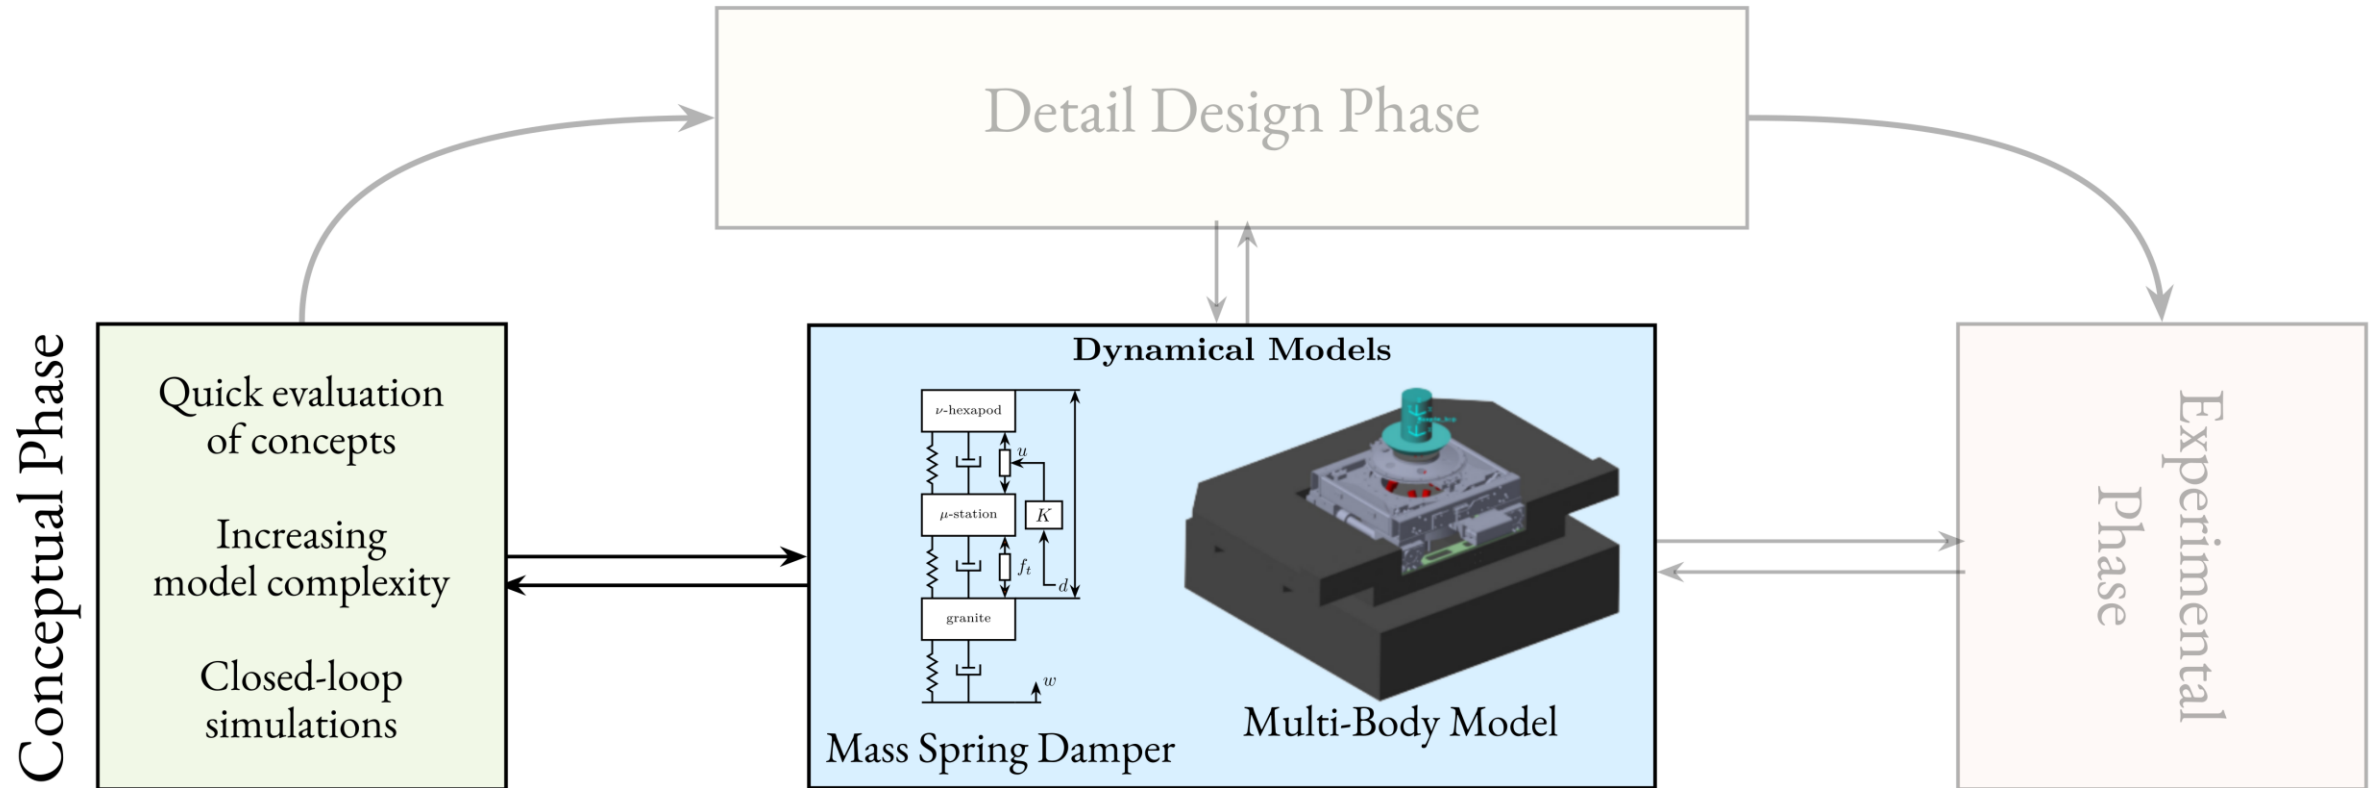 Detail Design Phase
Conceptual Phase
Quick evaluation
of concepts
Increasing
model complexity
Closed-loop
simulations
Dynamical Models
ν-hexapod
u
μ-station
K
f_t
d
granite
w
Mass Spring Damper
Multi-Body Model
Experimental
Phase